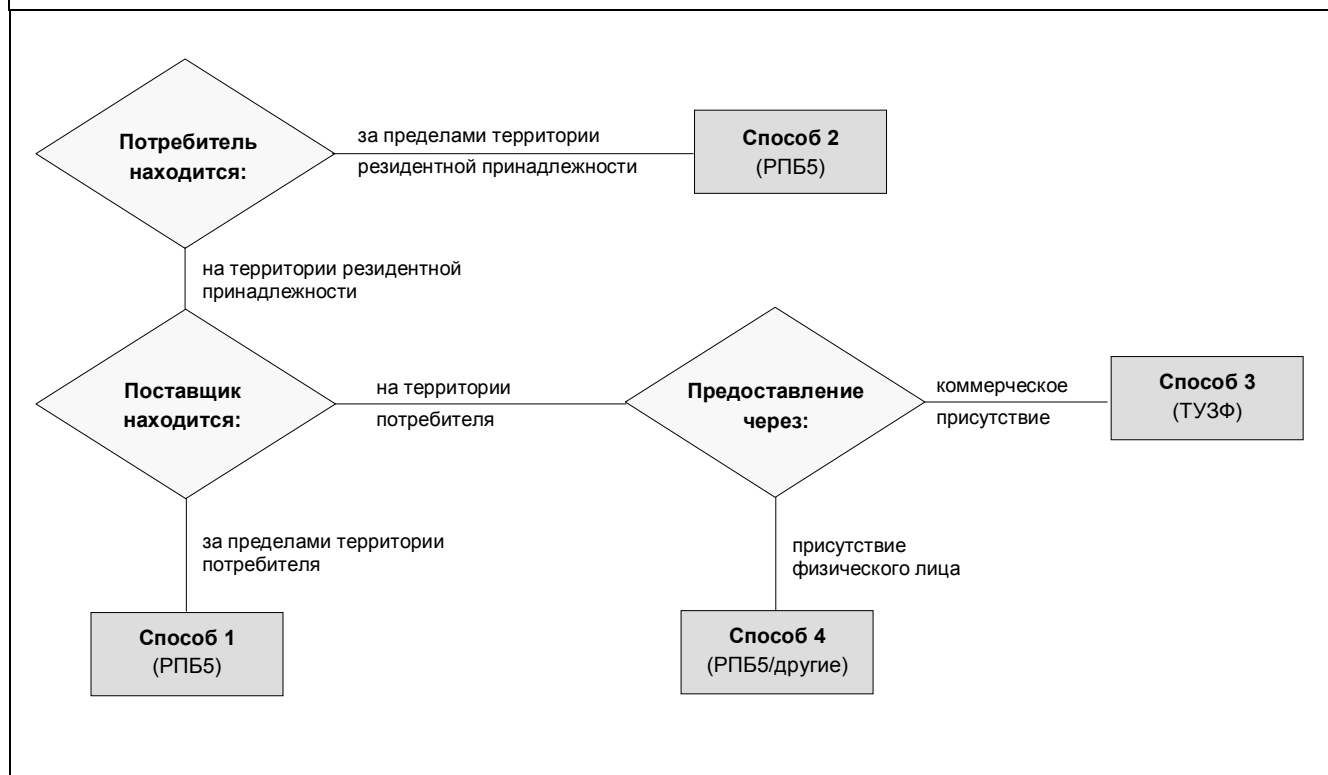 Потребитель
находится:
за пределами территории
резидентной принадлежности
Способ 2
(РПБ5)
на территории резидентной
принадлежности
Поставщик
находится:
на территории
потребителя
Предоставление
через:
коммерческое
присутствие
Способ 3
(ТУЗФ)
за пределами территории
потребителя
присутствие
физического лица
Способ 1
(РПБ5)
Способ 4
(РПБ5/другие)